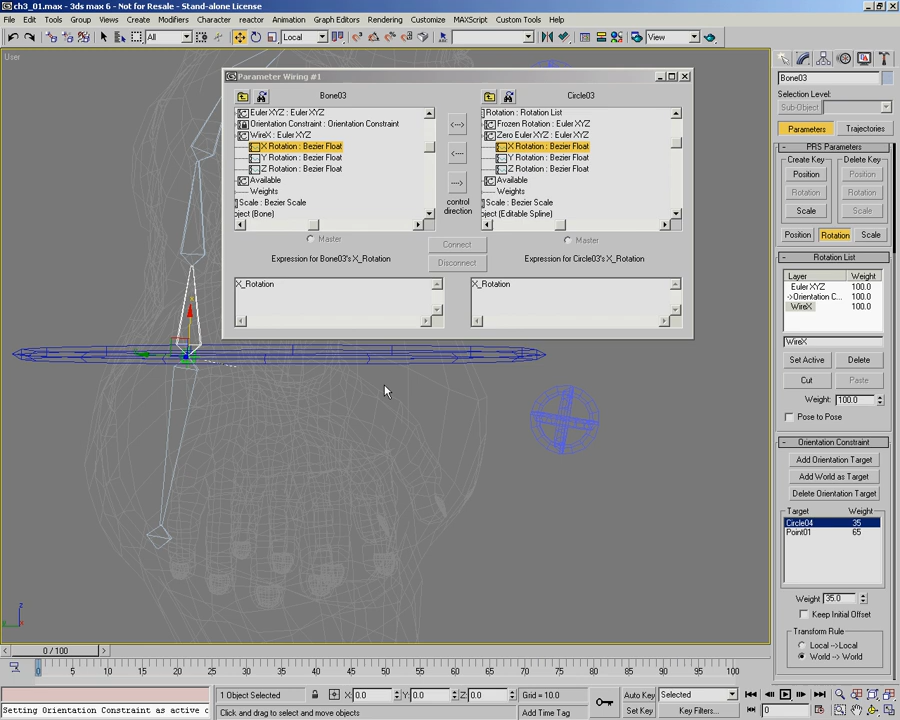 ch3_01.max - 3ds max 6 - Not for Resale - Stand-alone License
File Edit Tools Group Views Create Modifiers Character reactor Animation Graph Editors Rendering Customize MAXScript Custom Tools Help
All Local View
User
Parameter Wiring #1
Bone03 Circle03
Euler XYZ : Euler XYZ
Orientation Constraint : Orientation Constraint
WireX : Euler XYZ
X Rotation : Bezier Float
Y Rotation : Bezier Float
Z Rotation : Bezier Float
Available
Weights
Scale : Bezier Scale
bject (Bone)
Rotation : Rotation List
Frozen Rotation : Euler XYZ
Zero Euler XYZ : Euler XYZ
X Rotation : Bezier Float
Y Rotation : Bezier Float
Z Rotation : Bezier Float
Available
Weights
Scale : Bezier Scale
bject (Editable Spline)
<--->
<----
---->
control
direction
Master Connect Master
Disconnect
Expression for Bone03's X_Rotation Expression for Circle03's X_Rotation
X_Rotation X_Rotation
Bone03
Selection Level:
Sub-Object
Parameters Trajectories
- PRS Parameters
Create Key Delete Key
Position Position
Rotation Rotation
Scale Scale
Position Rotation Scale
- Rotation List
Layer Weight
Euler XYZ 100.0
->Orientation C... 100.0
WireX 100.0
WireX
Set Active Delete
Cut Paste
Weight: 100.0
Pose to Pose
- Orientation Constraint
Add Orientation Target
Add World as Target
Delete Orientation Target
Target Weight
Circle04 35
Point01 65
Weight 35.0
Keep Initial Offset
Transform Rule
Local -->Local
World --> World
z
x
< 0 / 100 >
0 5 10 15 20 25 30 35 40 45 50 55 60 65 70 75 80 85 90 95 100
1 Object Selected X: 0.0 Y: 0.0 Z: 0.0 Grid = 10.0 Auto Key Selected
Setting Orientation Constraint as active c Click and drag to select and move objects Add Time Tag Set Key Key Filters... 0